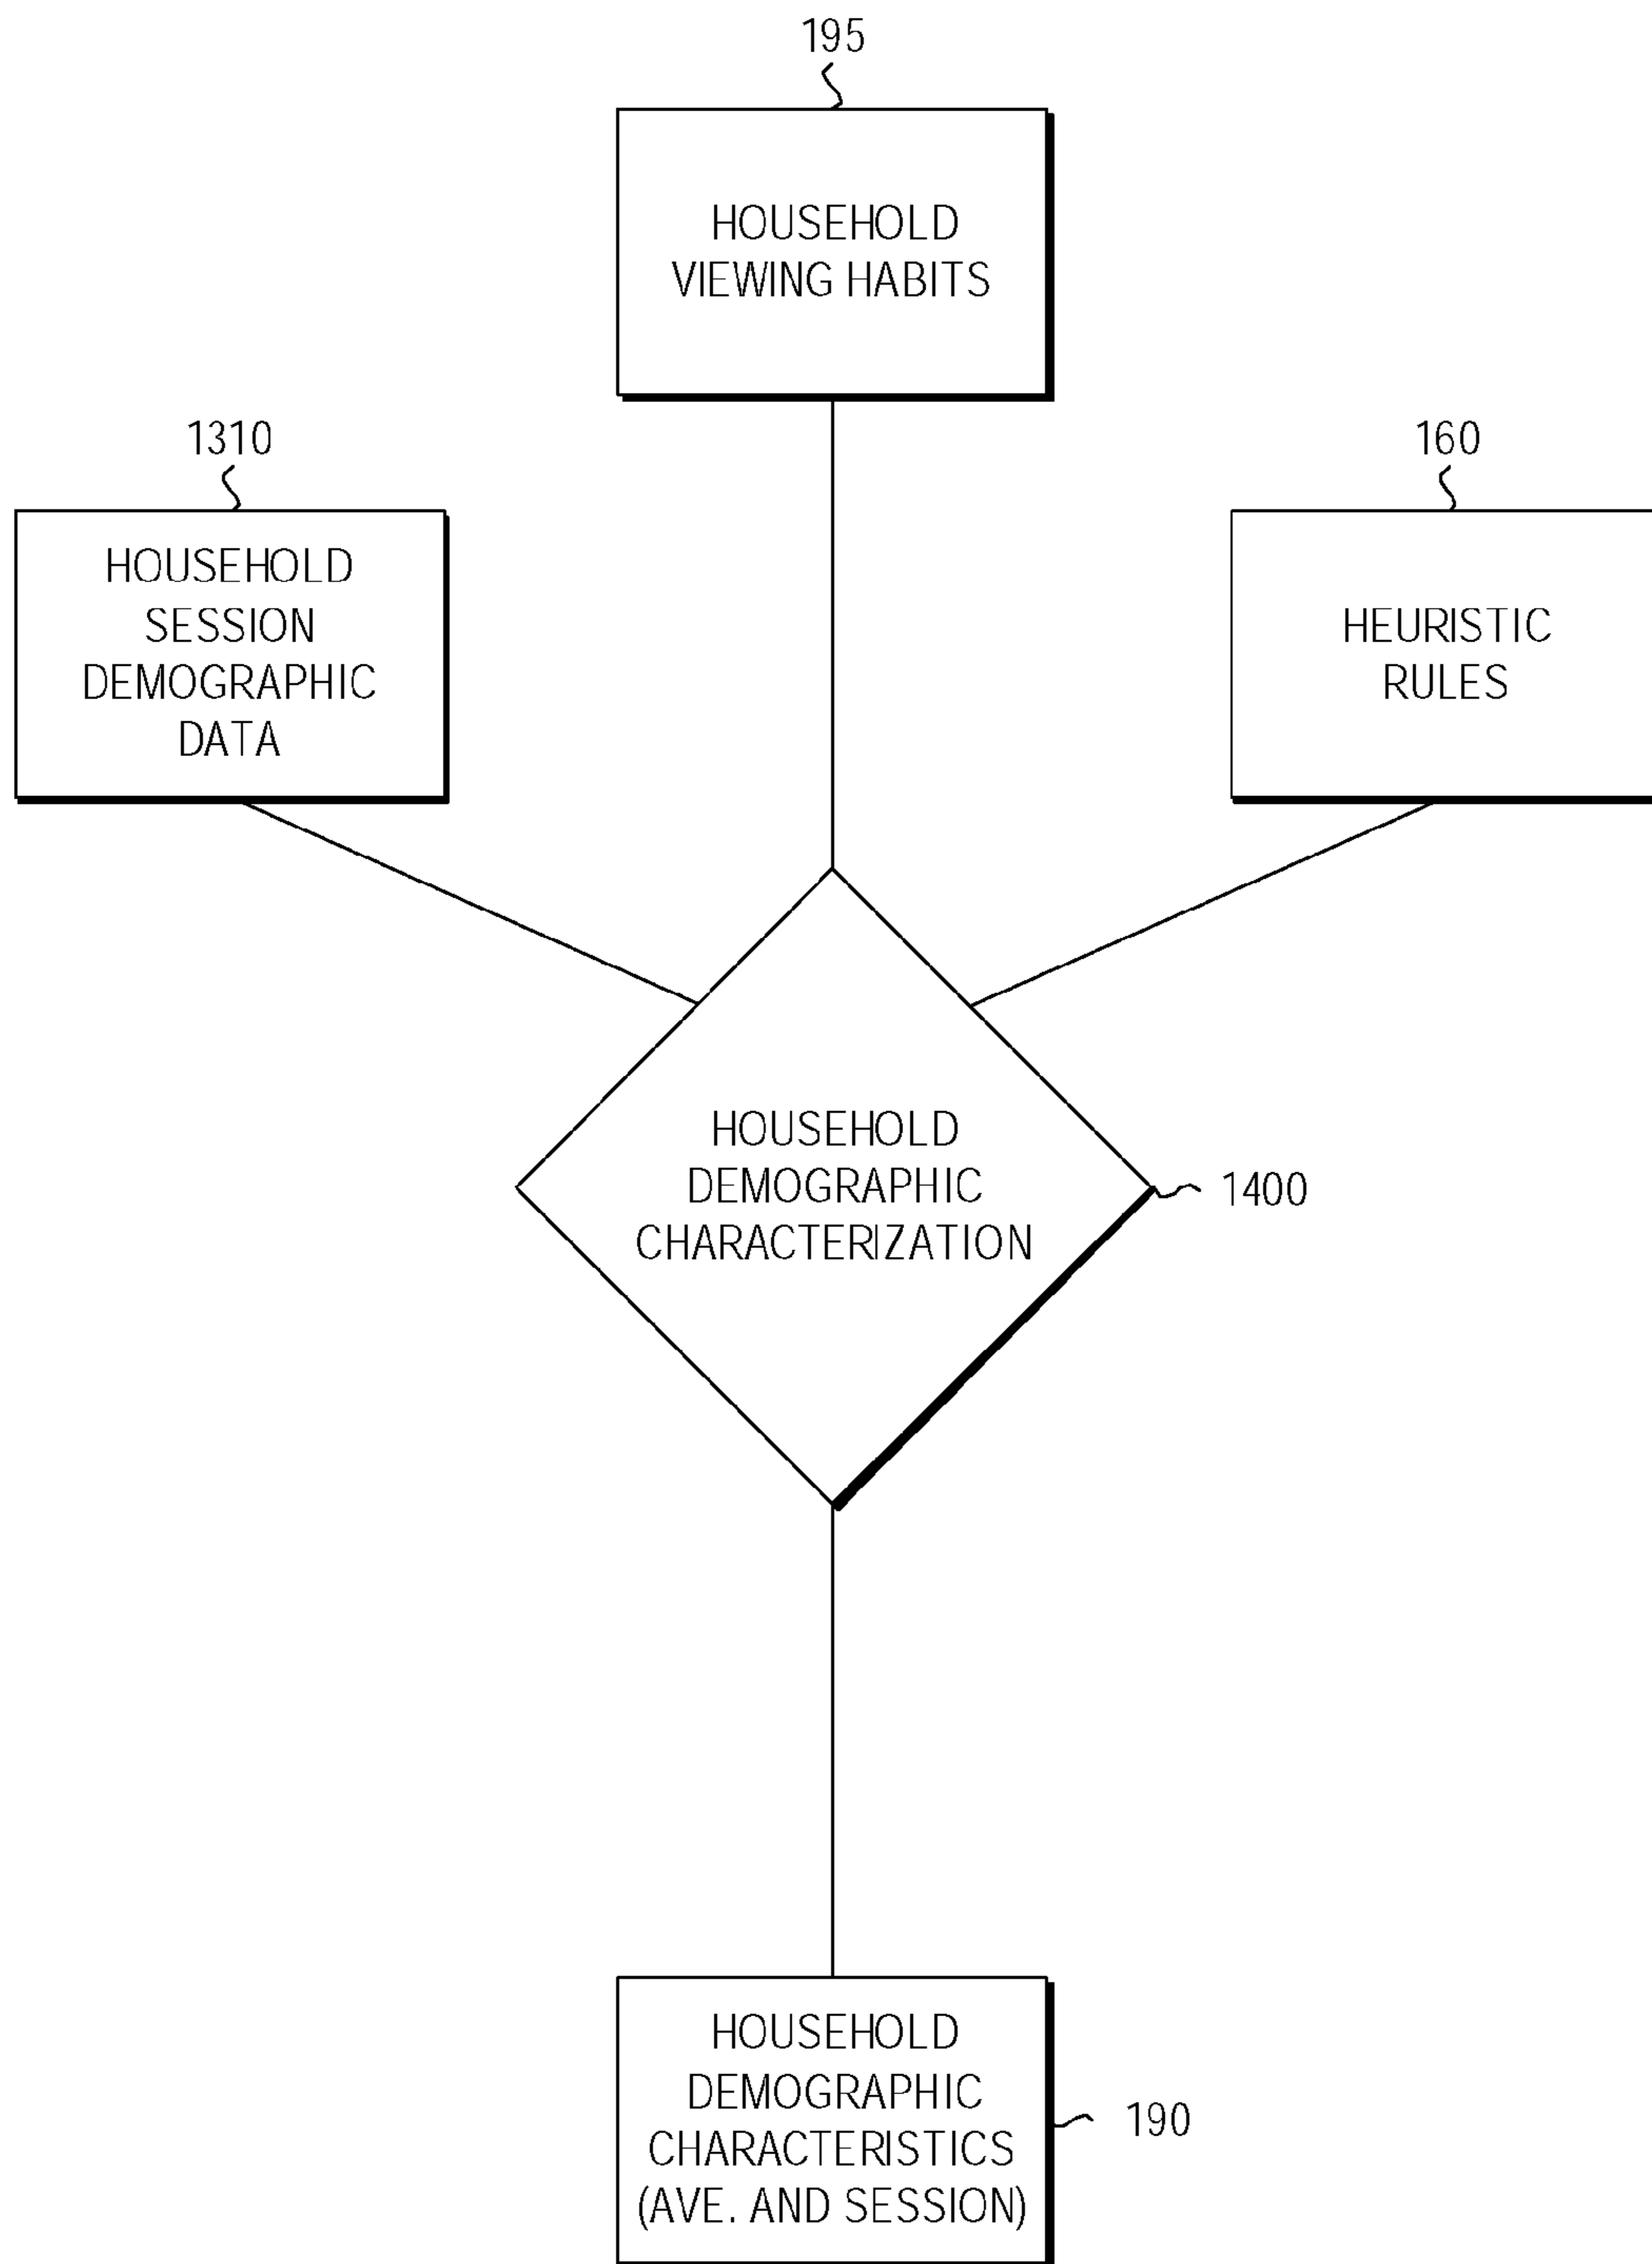 195
HOUSEHOLD
VIEWING HABITS
1310
HOUSEHOLD
SESSION
DEMOGRAPHIC
DATA
160
HEURISTIC
RULES
HOUSEHOLD
DEMOGRAPHIC
CHARACTERIZATION
1400
HOUSEHOLD
DEMOGRAPHIC
CHARACTERISTICS
(AVE. AND SESSION)
190